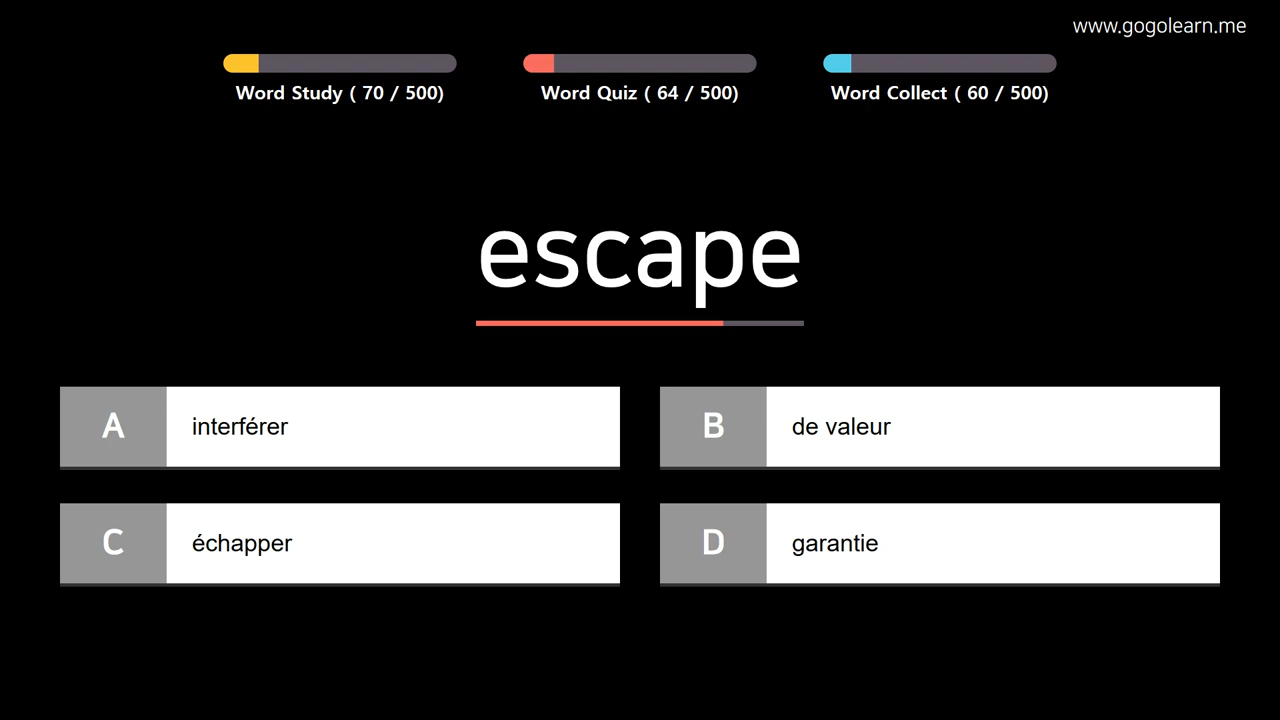 www.gogolearn.me
Word Study ( 70 / 500)
Word Quiz ( 64 / 500)
Word Collect ( 60 / 500)
escape
A interférer
B de valeur
C échapper
D garantie